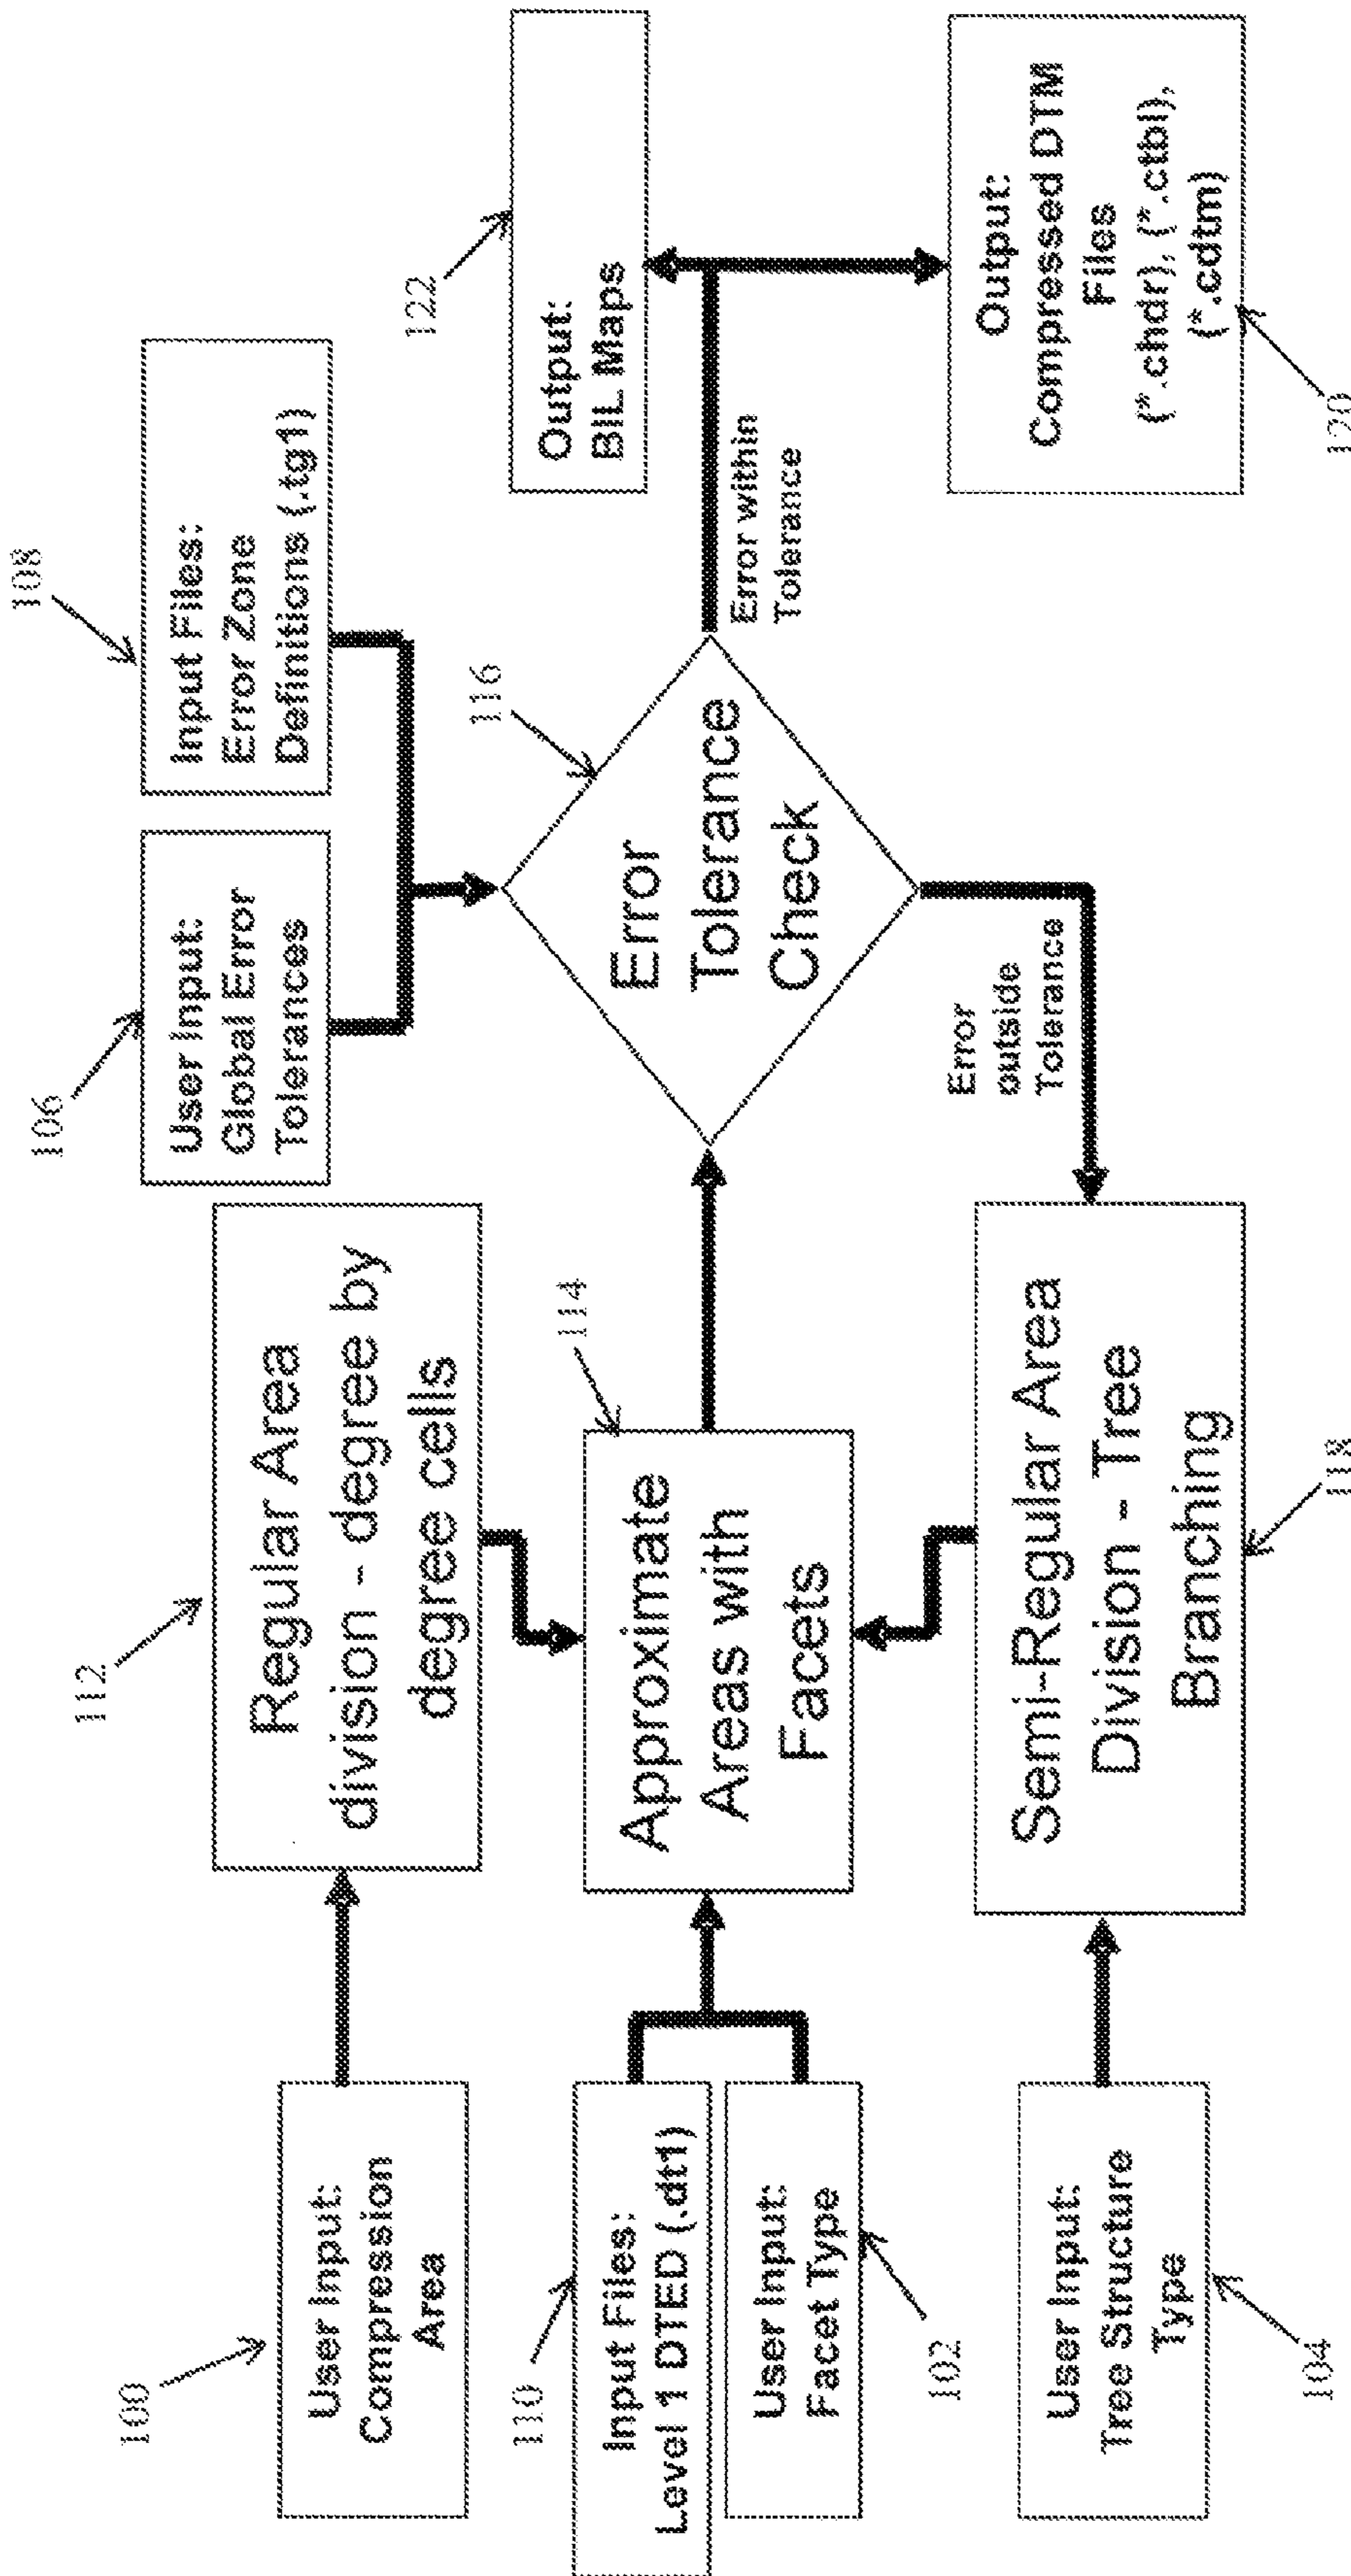 100
User Input:
Compression
Area
112
Regular Area
division - degree by
degree cells
106
User Input:
Global Error
Tolerances
108
Input Files:
Error Zone
Definitions (.tg1)
110
Input Files:
Level 1 DTED (.dt1)
User Input:
Facet Type
102
114
Approximate
Areas with
Facets
116
Error
Tolerance
Check
Error within
Tolerance
122
Output:
BIL Maps
Error
outside
Tolerance
User Input:
Tree Structure
Type
104
Semi-Regular Area
Division - Tree
Branching
118
Output:
Compressed DTM
Files
(*.chdr), (*.ctbl),
(*.cdtm)
120